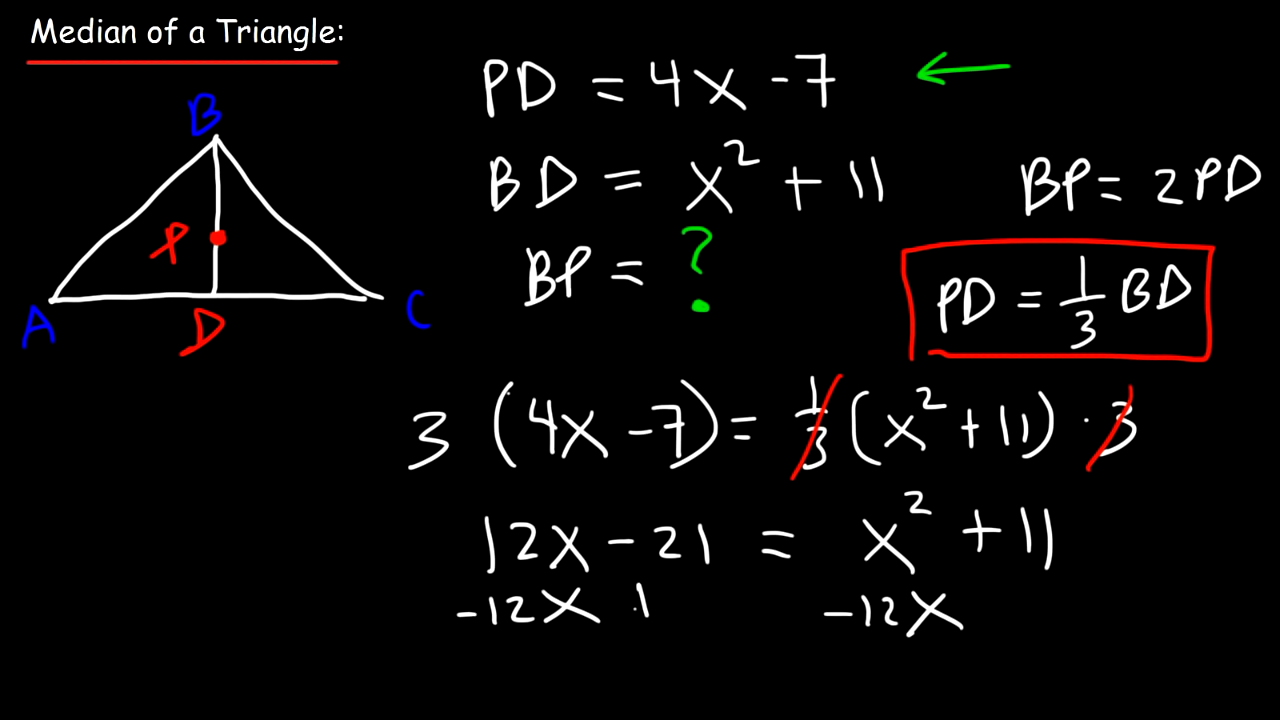 Median of a Triangle:
PD = 4x - 7
BD = x² + 11
BP = 2PD
BP = ?
PD = 1/3 BD
B
P
A
D
C
3 (4x - 7) = 1/3 (x² + 11) · 3
12x - 21 = x² + 11
-12x
-12x